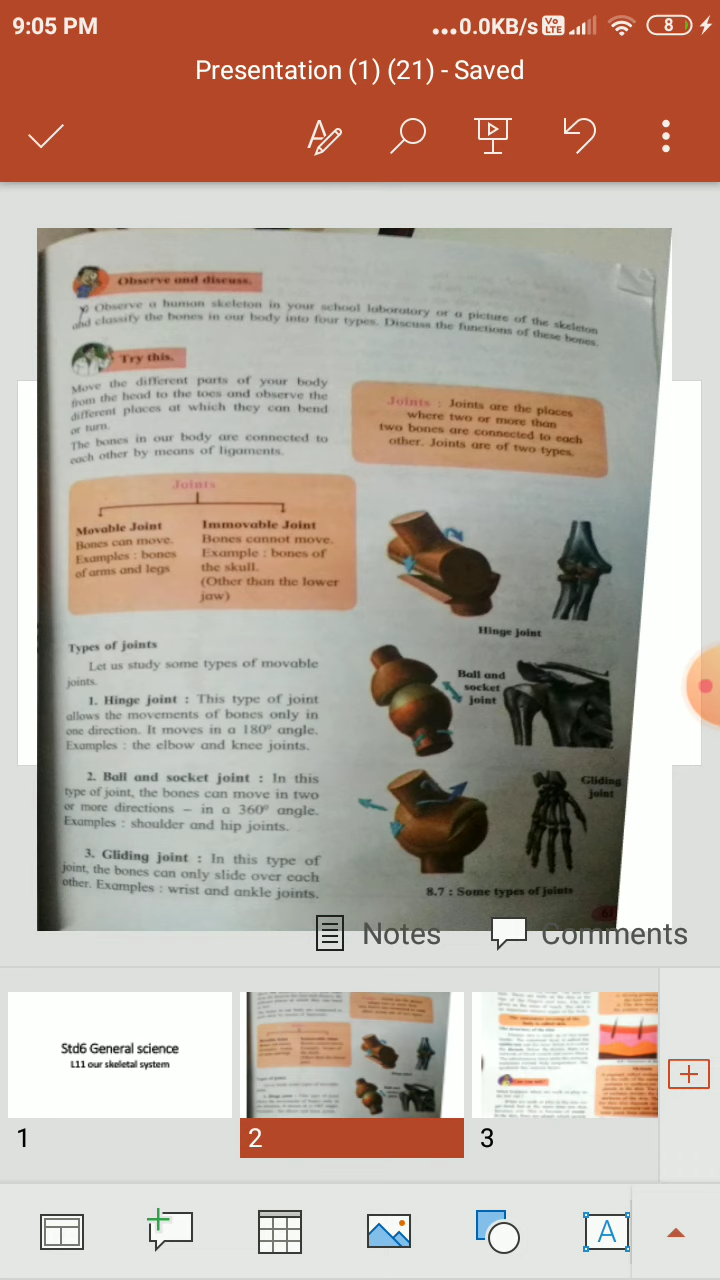 9:05 PM
...0.0KB/s
Vo
LTE
8
Presentation (1) (21) - Saved
Observe and discuss.
Observe a human skeleton in your school laboratory or a picture of the skeleton
and classify the bones in our body into four types. Discuss the functions of these bones.
Try this.
Move the different parts of your body
from the head to the toes and observe the
different places at which they can bend
or turn.
The bones in our body are connected to
each other by means of ligaments.
Joints : Joints are the places
where two or more than
two bones are connected to each
other. Joints are of two types.
Joints
Movable Joint
Bones can move.
Examples : bones
of arms and legs
Immovable Joint
Bones cannot move.
Example : bones of
the skull.
(Other than the lower
jaw)
Hinge joint
Types of joints
Let us study some types of movable
joints.
1. Hinge joint : This type of joint
allows the movements of bones only in
one direction. It moves in a 180° angle.
Examples : the elbow and knee joints.
Ball and
socket
joint
2. Ball and socket joint : In this
type of joint, the bones can move in two
or more directions – in a 360° angle.
Examples : shoulder and hip joints.
Gliding
joint
3. Gliding joint : In this type of
joint, the bones can only slide over each
other. Examples : wrist and ankle joints.
8.7 : Some types of joints
Notes
Comments
Std6 General science
L11 our skeletal system
1
2
3
A